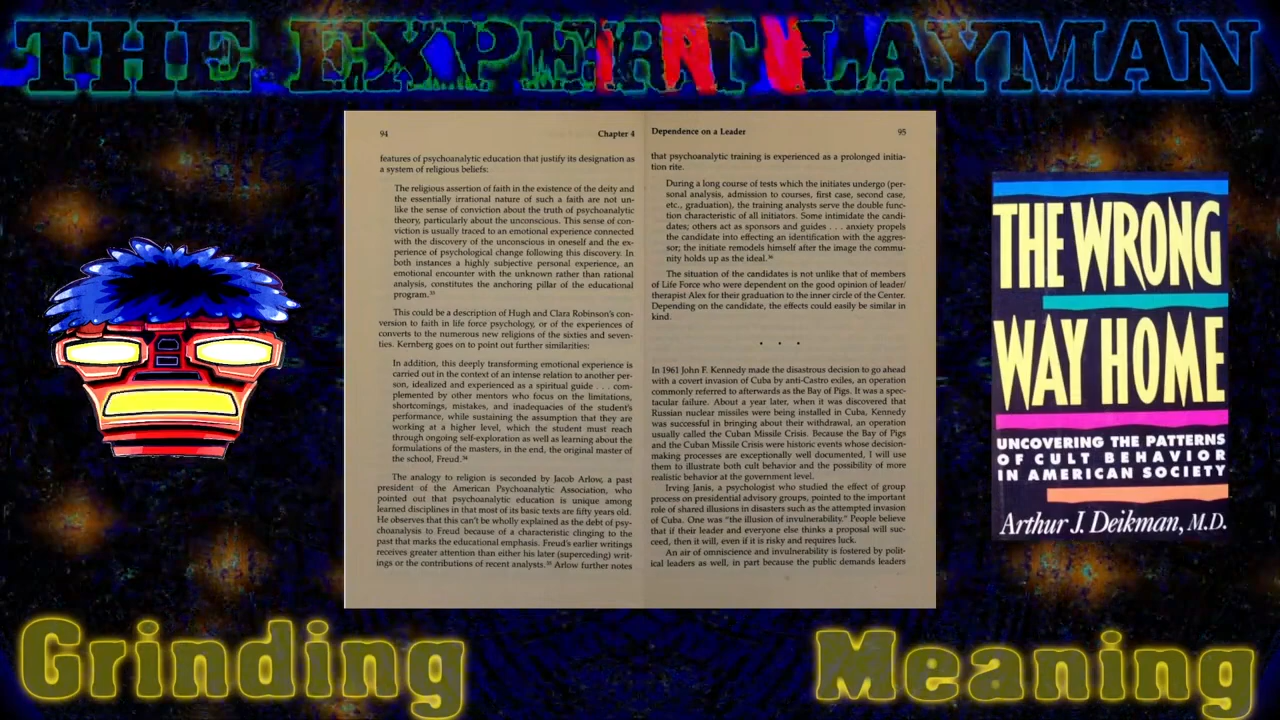 THE EXPERT LAYMAN
94
Chapter 4
features of psychoanalytic education that justify its designation as
a system of religious beliefs:
The religious assertion of faith in the existence of the deity and
the essentially irrational nature of such a faith are not un-
like the sense of conviction about the truth of psychoanalytic
theory, particularly about the unconscious. This sense of con-
viction is usually traced to an emotional experience connected
with the discovery of the unconscious in oneself and the ex-
perience of psychological change following this discovery. In
both instances a highly subjective personal experience, an
emotional encounter with the unknown rather than rational
analysis, constitutes the anchoring pillar of the educational
program.³³
This could be a description of Hugh and Clara Robinson's con-
version to faith in life force psychology, or of the experiences of
converts to the numerous new religions of the sixties and seven-
ties. Kernberg goes on to point out further similarities:
In addition, this deeply transforming emotional experience is
carried out in the context of an intense relation to another per-
son, idealized and experienced as a spiritual guide . . . com-
plemented by other mentors who focus on the limitations,
shortcomings, mistakes, and inadequacies of the student's
performance, while sustaining the assumption that they are
working at a higher level, which the student must reach
through ongoing self-exploration as well as learning about the
formulations of the masters, in the end, the original master of
the school, Freud.³⁴
The analogy to religion is seconded by Jacob Arlow, a past
president of the American Psychoanalytic Association, who
pointed out that psychoanalytic education is unique among
learned disciplines in that most of its basic texts are fifty years old.
He observes that this can't be wholly explained as the debt of psy-
choanalysis to Freud because of a characteristic clinging to the
past that marks the educational emphasis. Freud's earlier writings
receives greater attention than either his later (superceding) writ-
ings or the contributions of recent analysts.³⁵ Arlow further notes
Dependence on a Leader
95
that psychoanalytic training is experienced as a prolonged initia-
tion rite.
During a long course of tests which the initiates undergo (per-
sonal analysis, admission to courses, first case, second case,
etc., graduation), the training analysts serve the double func-
tion characteristic of all initiators. Some intimidate the candi-
dates; others act as sponsors and guides . . . anxiety propels
the candidate into effecting an identification with the aggres-
sor; the initiate remodels himself after the image the commu-
nity holds up as the ideal.³⁶
The situation of the candidates is not unlike that of members
of Life Force who were dependent on the good opinion of leader/
therapist Alex for their graduation to the inner circle of the Center.
Depending on the candidate, the effects could easily be similar in
kind.
. . .
In 1961 John F. Kennedy made the disastrous decision to go ahead
with a covert invasion of Cuba by anti-Castro exiles, an operation
commonly referred to afterwards as the Bay of Pigs. It was a spec-
tacular failure. About a year later, when it was discovered that
Russian nuclear missiles were being installed in Cuba, Kennedy
was successful in bringing about their withdrawal, an operation
usually called the Cuban Missile Crisis. Because the Bay of Pigs
and the Cuban Missile Crisis were historic events whose decision-
making processes are exceptionally well documented, I will use
them to illustrate both cult behavior and the possibility of more
realistic behavior at the government level.
Irving Janis, a psychologist who studied the effect of group
process on presidential advisory groups, pointed to the important
role of shared illusions in disasters such as the attempted invasion
of Cuba. One was "the illusion of invulnerability." People believe
that if their leader and everyone else thinks a proposal will suc-
ceed, then it will, even if it is risky and requires luck.
An air of omniscience and invulnerability is fostered by polit-
ical leaders as well, in part because the public demands leaders
THE WRONG
WAY HOME
UNCOVERING THE PATTERNS
OF CULT BEHAVIOR
IN AMERICAN SOCIETY
Arthur J. Deikman, M.D.
Grinding
Meaning